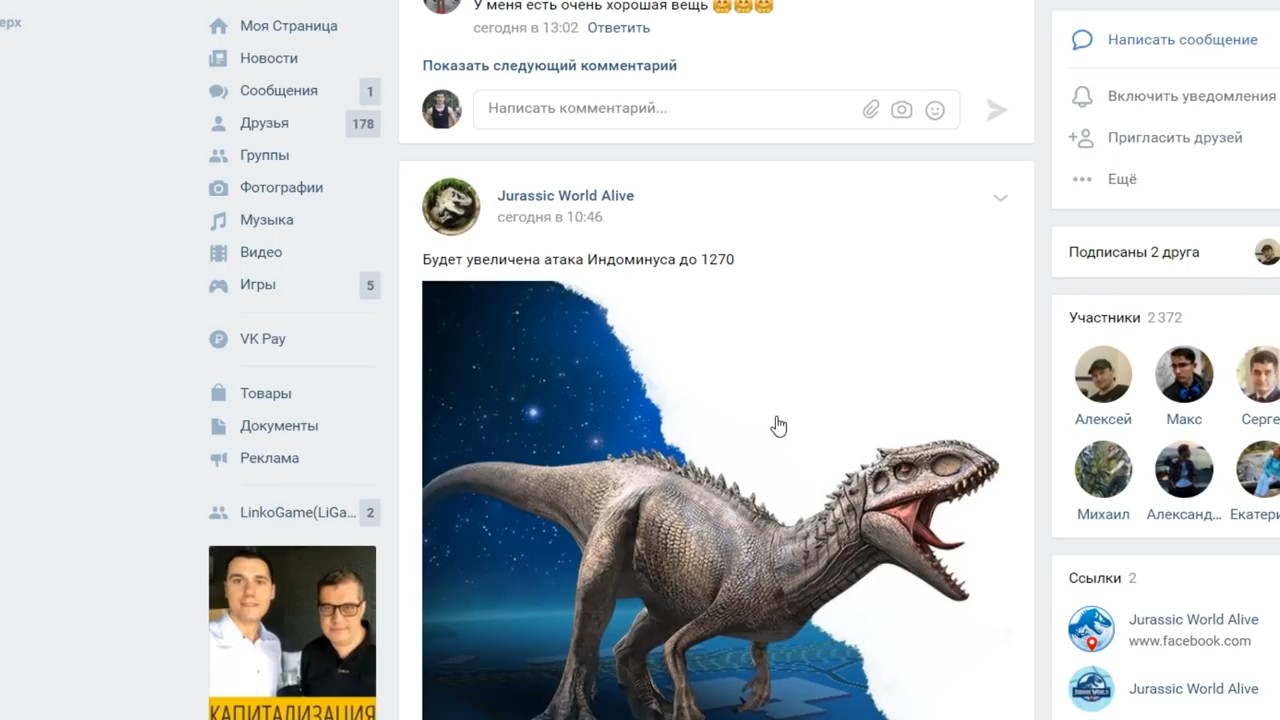 ерх
Моя Страница
Новости
Сообщения 1
Друзья 178
Группы
Фотографии
Музыка
Видео
Игры 5
VK Pay
Товары
Документы
Реклама
LinkoGame(LiGa... 2
КАПИТАЛИЗАЦИЯ
У меня есть очень хорошая вещь 🤗🤗🤗
сегодня в 13:02 Ответить
Показать следующий комментарий
Написать комментарий...
Jurassic World Alive
сегодня в 10:46
Будет увеличена атака Индоминуса до 1270
Написать сообщение
Включить уведомления
Пригласить друзей
Ещё
Подписаны 2 друга
Участники 2 372
Алексей Макс Серге
Михаил Александ... Екатери
Ссылки 2
Jurassic World Alive
www.facebook.com
Jurassic World Alive